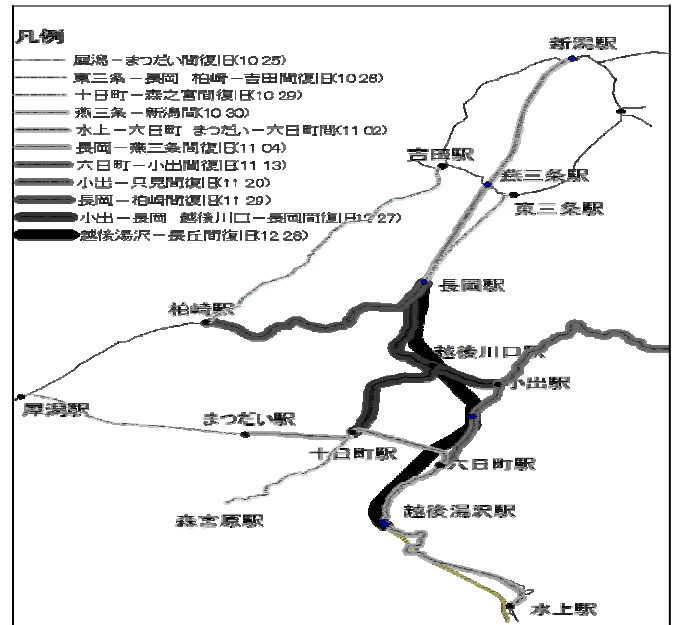 凡例
犀潟－まつだい間復旧(10 25)
東三条－長岡 柏崎－吉田間復旧(10 26)
十日町－森之宮間復旧(10 29)
燕三条－新潟間(10 30)
水上－六日町 まつだい－六日町間(11 02)
長岡－燕三条間復旧(11 04)
六日町－小出間復旧(11 13)
小出－只見間復旧(11 20)
長岡－柏崎間復旧(11 29)
小出－長岡 越後川口－長岡間復旧(12 27)
越後湯沢－長丘間復旧(12 28)
新潟駅
吉田駅
燕三条駅
東三条駅
長岡駅
柏崎駅
越後川口駅
小出駅
犀潟駅
まつだい駅
十日町駅
六日町駅
森宮原駅
越後湯沢駅
水上駅